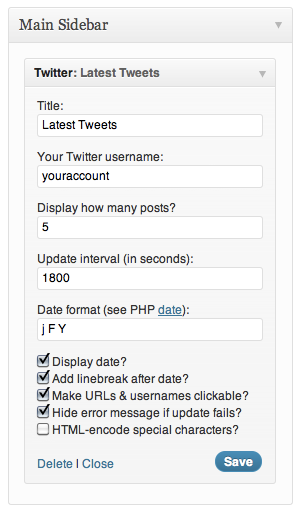 Main Sidebar
Twitter: Latest Tweets
Title:
Latest Tweets
Your Twitter username:
youraccount
Display how many posts?
5
Update interval (in seconds):
1800
Date format (see PHP date):
j F Y
Display date?
Add linebreak after date?
Make URLs & usernames clickable?
Hide error message if update fails?
HTML-encode special characters?
Delete | Close
Save